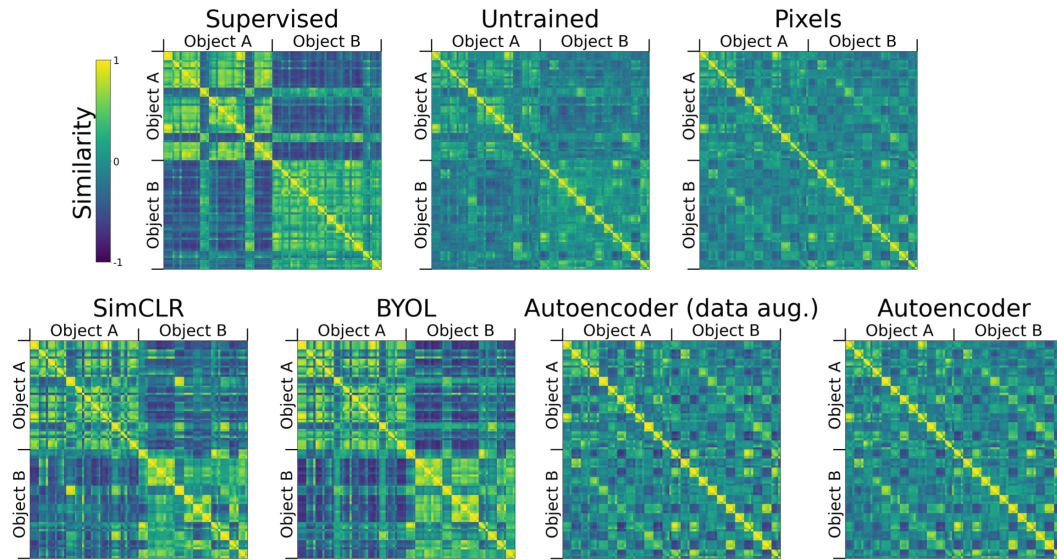 Supervised
Untrained
Pixels
Object A
Object B
Object A
Object B
Object A
Object B
1
0
-1
Similarity
Object A
Object B
Object A
Object B
Object A
Object B
SimCLR
BYOL
Autoencoder (data aug.)
Autoencoder
Object A
Object B
Object A
Object B
Object A
Object B
Object A
Object B
Object A
Object B
Object A
Object B
Object A
Object B
Object A
Object B